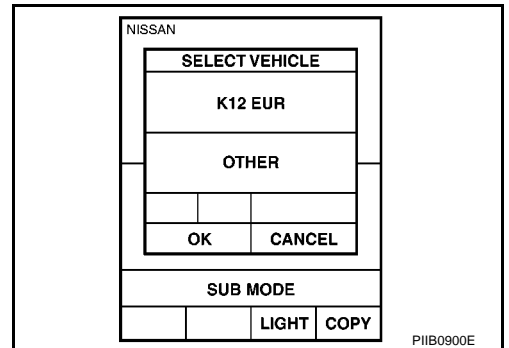 NISSAN
SELECT VEHICLE
K12 EUR
OTHER
OK CANCEL
SUB MODE
LIGHT COPY
PIIB0900E